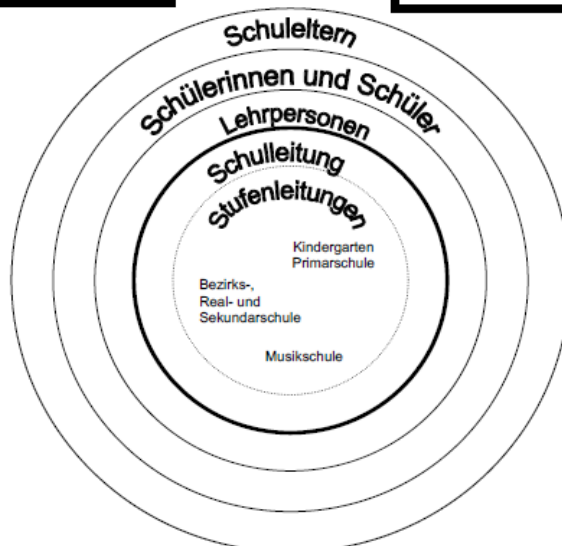 Schuleltern
Schülerinnen und Schüler
Lehrpersonen
Schulleitung
Stufenleitungen
Kindergarten
Primarschule
Bezirks-,
Real- und
Sekundarschule
Musikschule